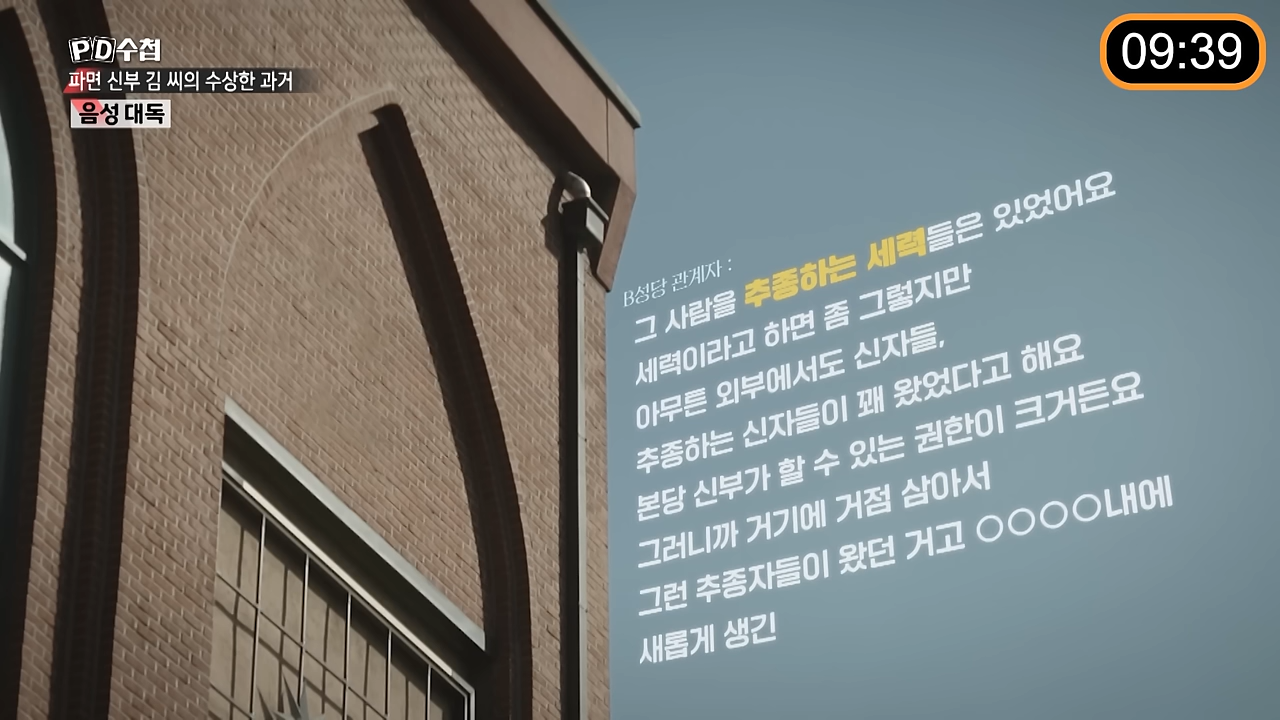 PD수첩
파면 신부 김 씨의 수상한 과거
음성 대독
09:39
B성당 관계자 :
그 사람을 추종하는 세력들은 있었어요
세력이라고 하면 좀 그렇지만
아무튼 외부에서도 신자들,
추종하는 신자들이 꽤 왔었다고 해요
본당 신부가 할 수 있는 권한이 크거든요
그러니까 거기에 거점 삼아서
그런 추종자들이 왔던 거고 ○○○○내에
새롭게 생긴